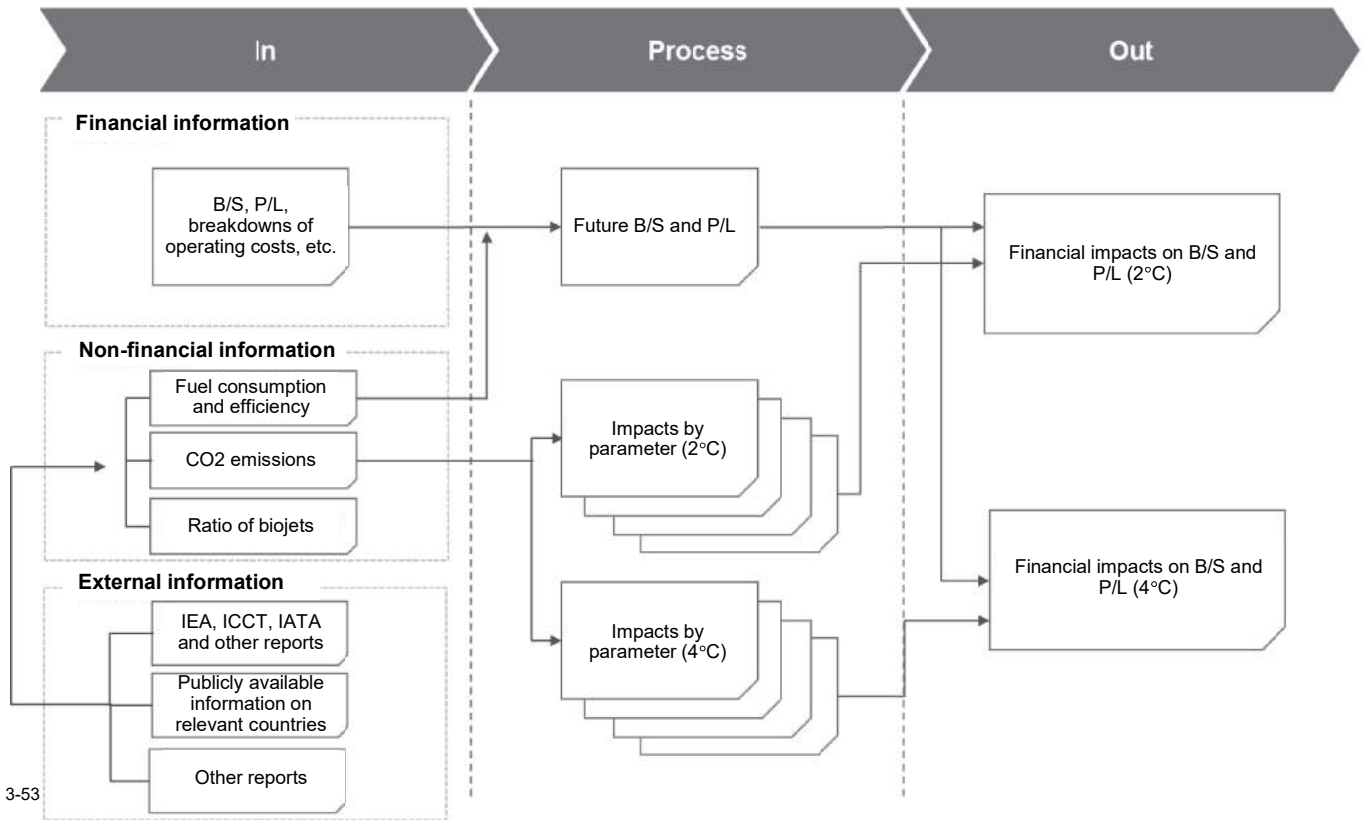 In
Process
Out
Financial information
B/S, P/L,
breakdowns of
operating costs, etc.
Future B/S and P/L
Financial impacts on B/S and
P/L (2°C)
Non-financial information
Fuel consumption
and efficiency
CO2 emissions
Ratio of biojets
Impacts by
parameter (2°C)
External information
IEA, ICCT, IATA
and other reports
Publicly available
information on
relevant countries
Other reports
Impacts by
parameter (4°C)
Financial impacts on B/S and
P/L (4°C)
3-53